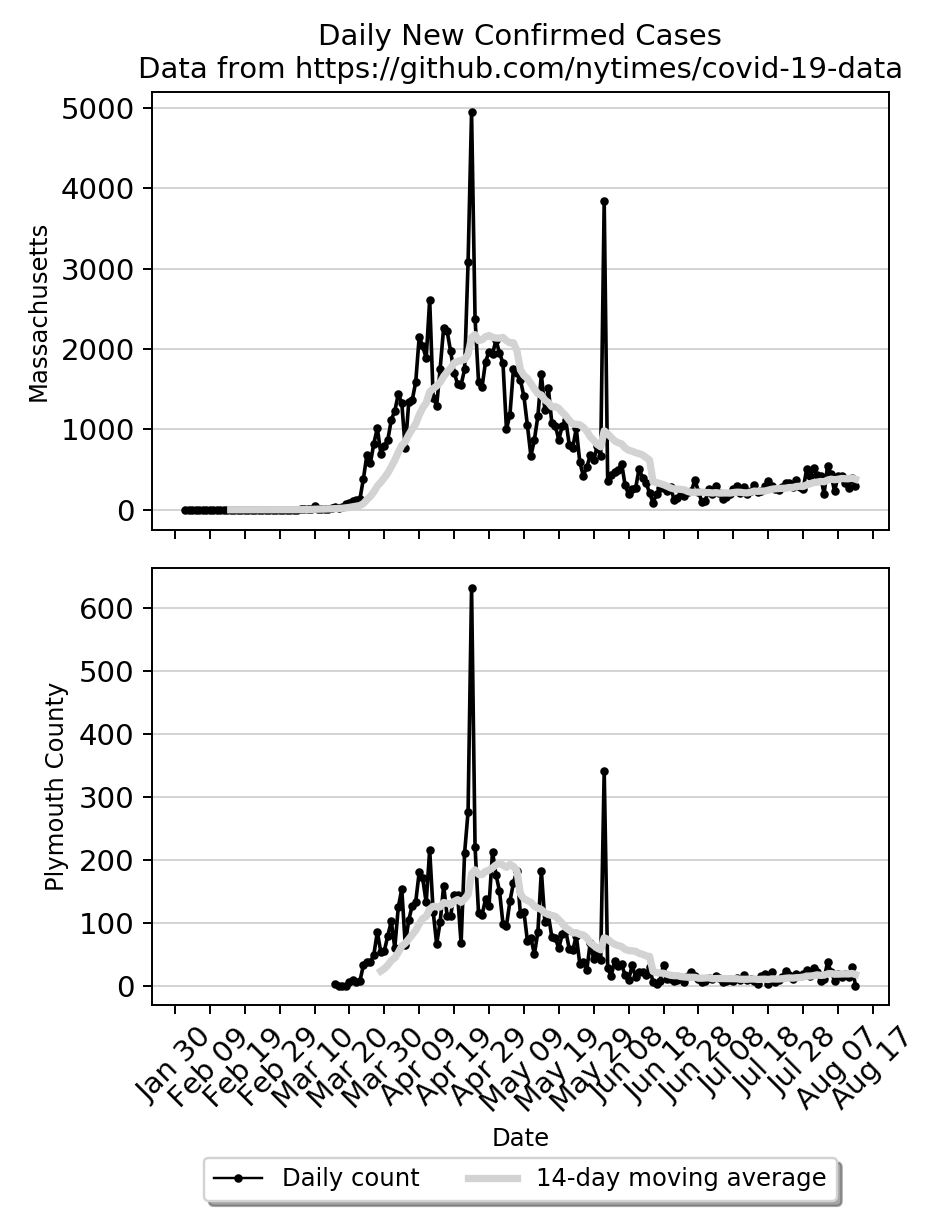 Daily New Confirmed Cases
Data from https://github.com/nytimes/covid-19-data
5000
4000
3000
2000
1000
0
Massachusetts
600
500
400
300
200
100
0
Plymouth County
Jan 30
Feb 09
Feb 19
Feb 29
Mar 10
Mar 20
Mar 30
Apr 09
Apr 19
Apr 29
May 09
May 19
May 29
Jun 08
Jun 18
Jun 28
Jul 08
Jul 18
Jul 28
Aug 07
Aug 17
Date
Daily count
14-day moving average